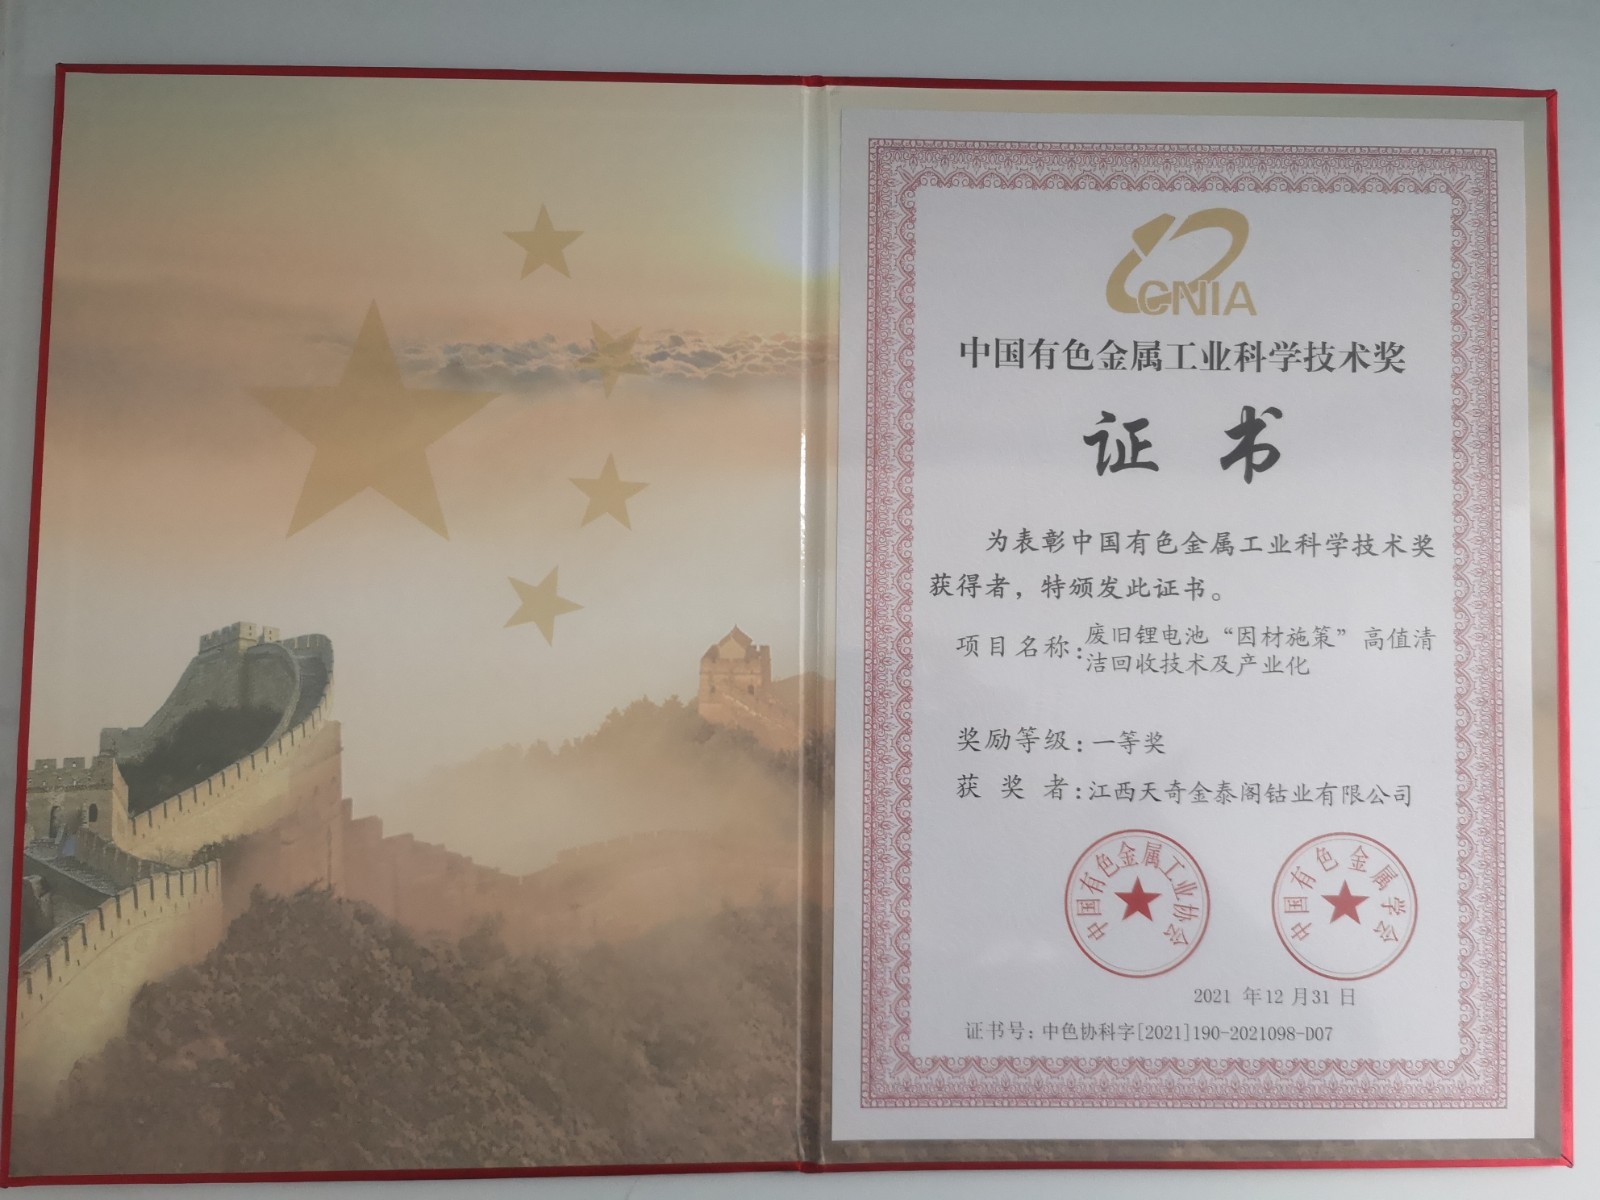 CNIA
中国有色金属工业科学技术奖
证 书
为表彰中国有色金属工业科学技术奖
获得者，特颁发此证书。
项目名称：废旧锂电池“因材施策”高值清
洁回收技术及产业化
奖励等级：一等奖
获 奖 者：江西天奇金泰阁钴业有限公司
中国有色金属工业协会
中国有色金属学会
2021 年12 月31 日
证书号：中色协科字[2021]190-2021098-D07